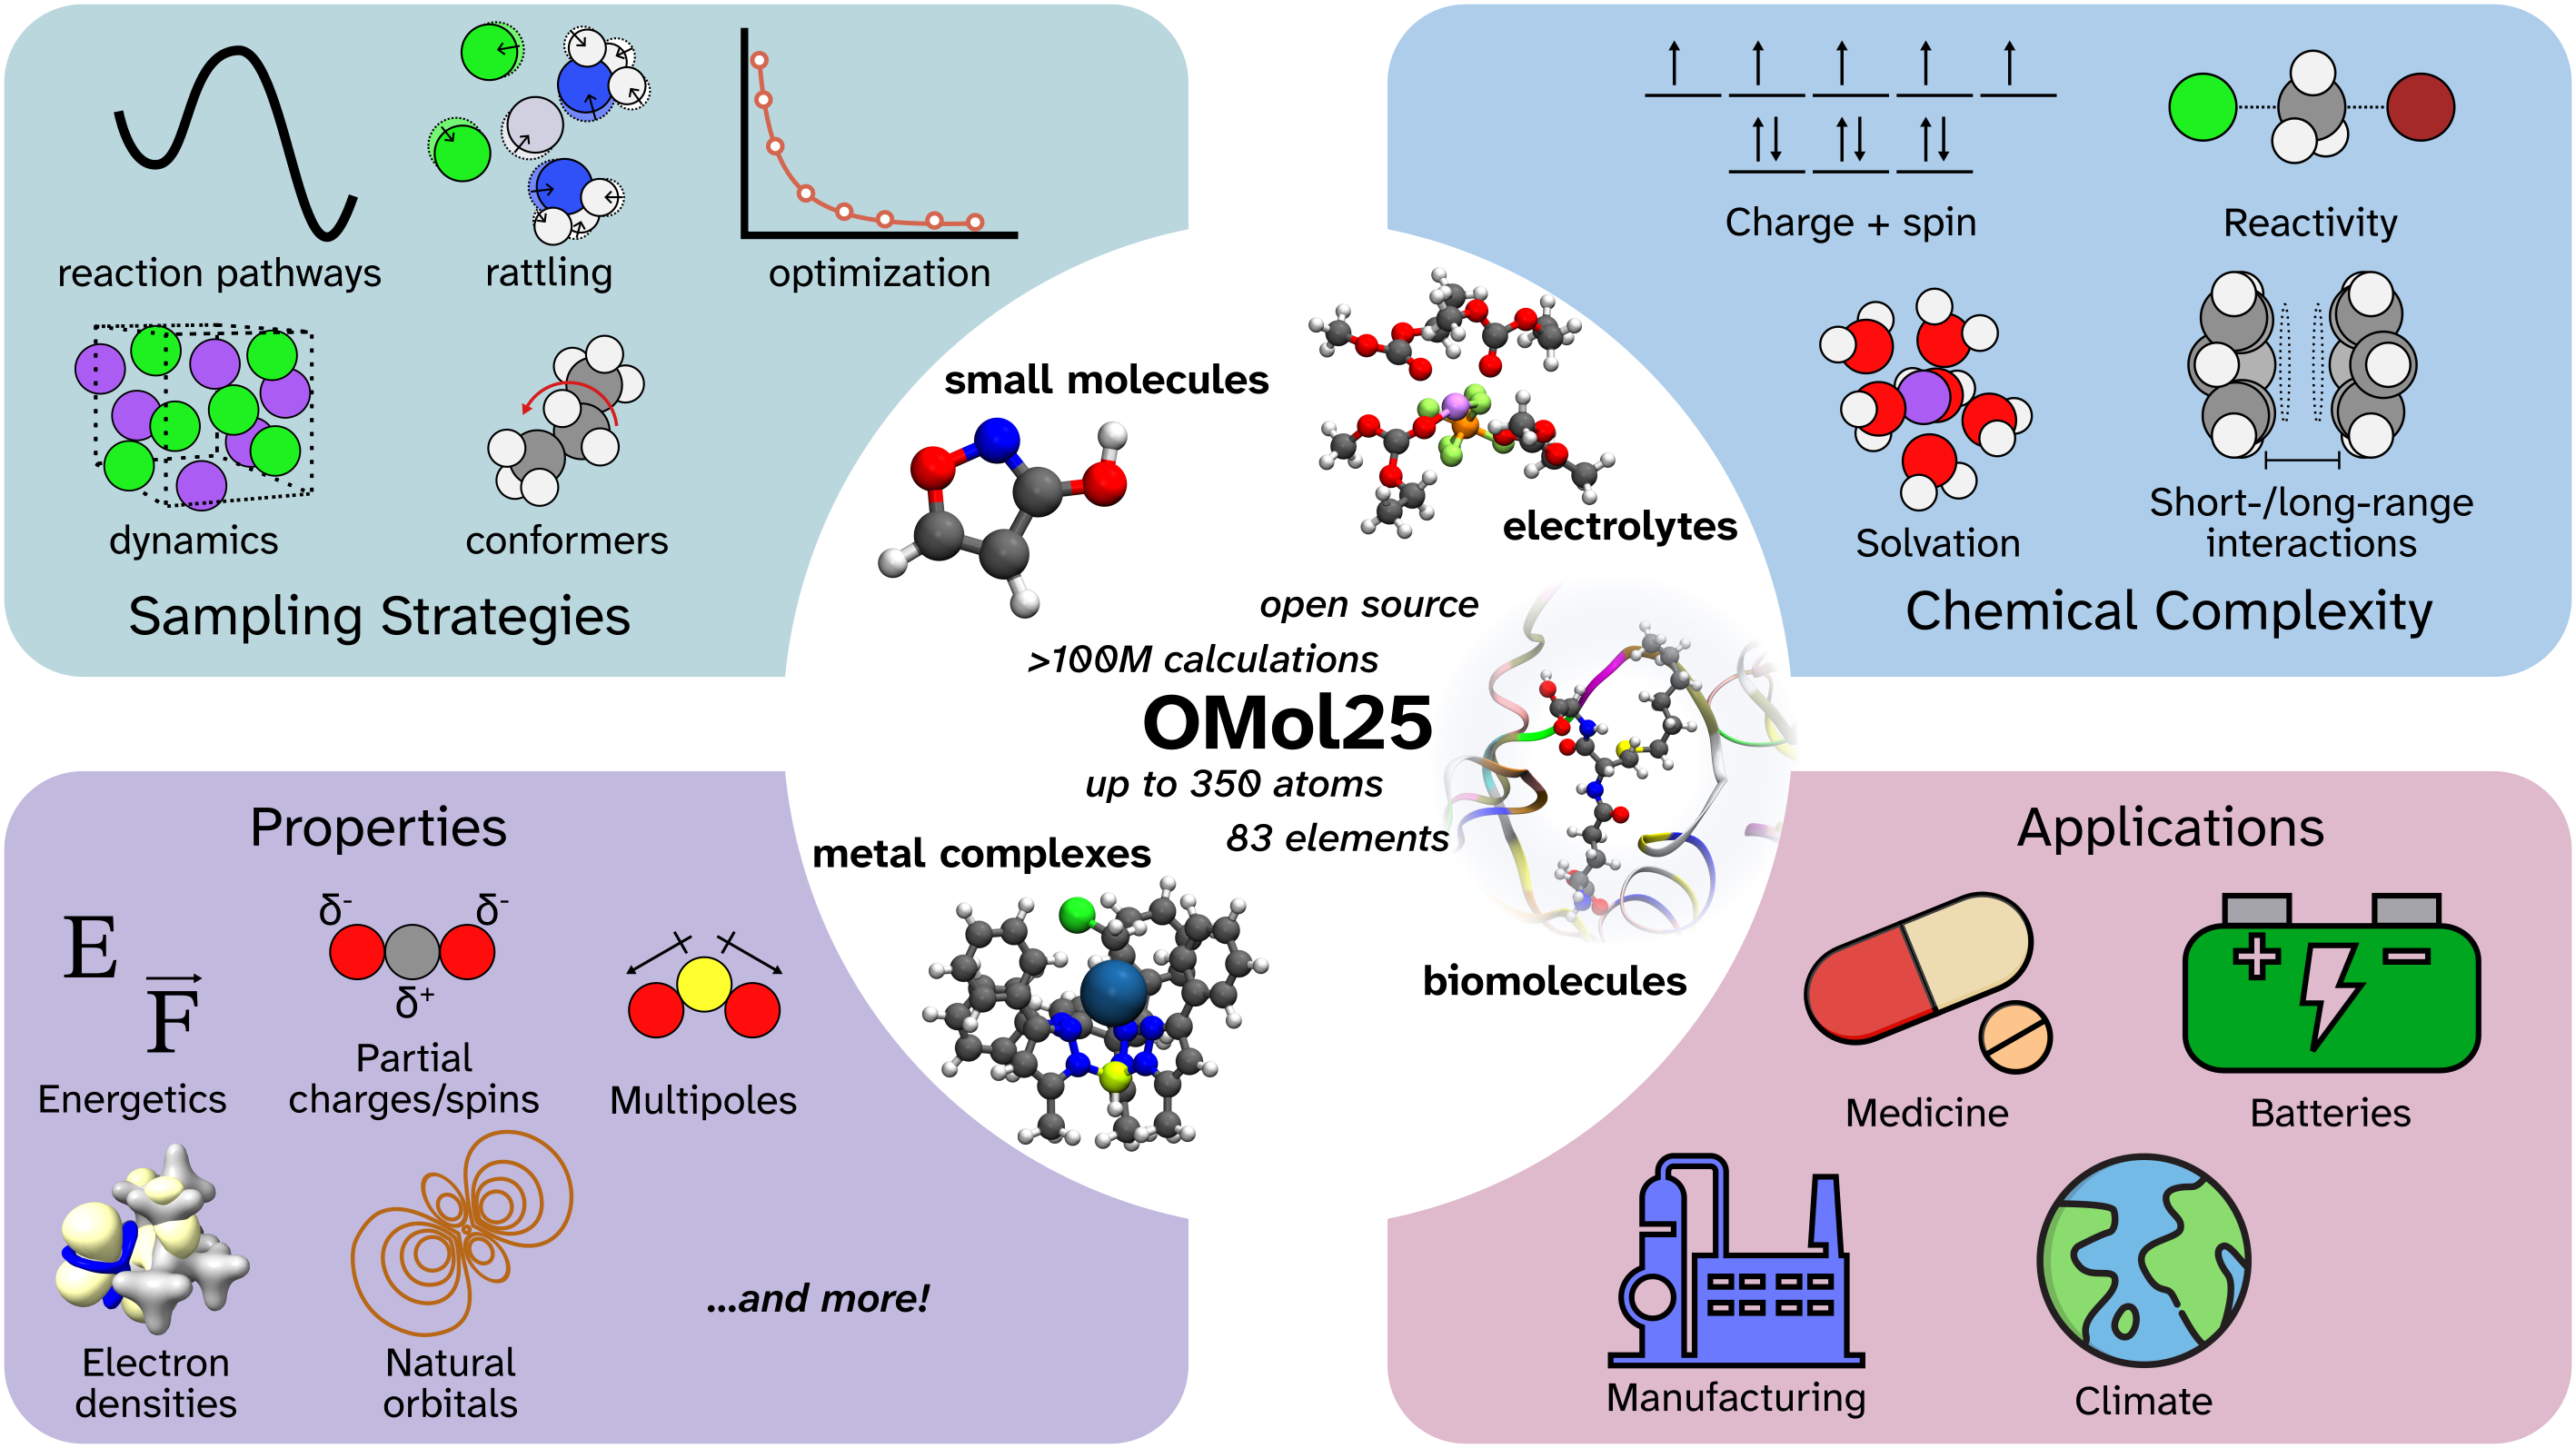 reaction pathways
rattling
optimization
dynamics
conformers
Sampling Strategies
Charge + spin
Reactivity
Solvation
Short-/long-range
interactions
Chemical Complexity
small molecules
electrolytes
open source
>100M calculations
OMol25
up to 350 atoms
83 elements
metal complexes
biomolecules
Properties
E
F
Energetics
δ-
δ-
δ+
Partial
charges/spins
Multipoles
Electron
densities
Natural
orbitals
...and more!
Applications
Medicine
Batteries
Manufacturing
Climate